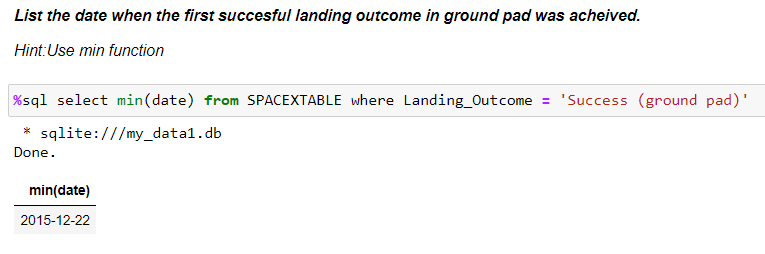 List the date when the first succesful landing outcome in ground pad was acheived.
Hint:Use min function
%sql select min(date) from SPACEXTABLE where Landing_Outcome = 'Success (ground pad)'
* sqlite:///my_data1.db
Done.
min(date)
2015-12-22